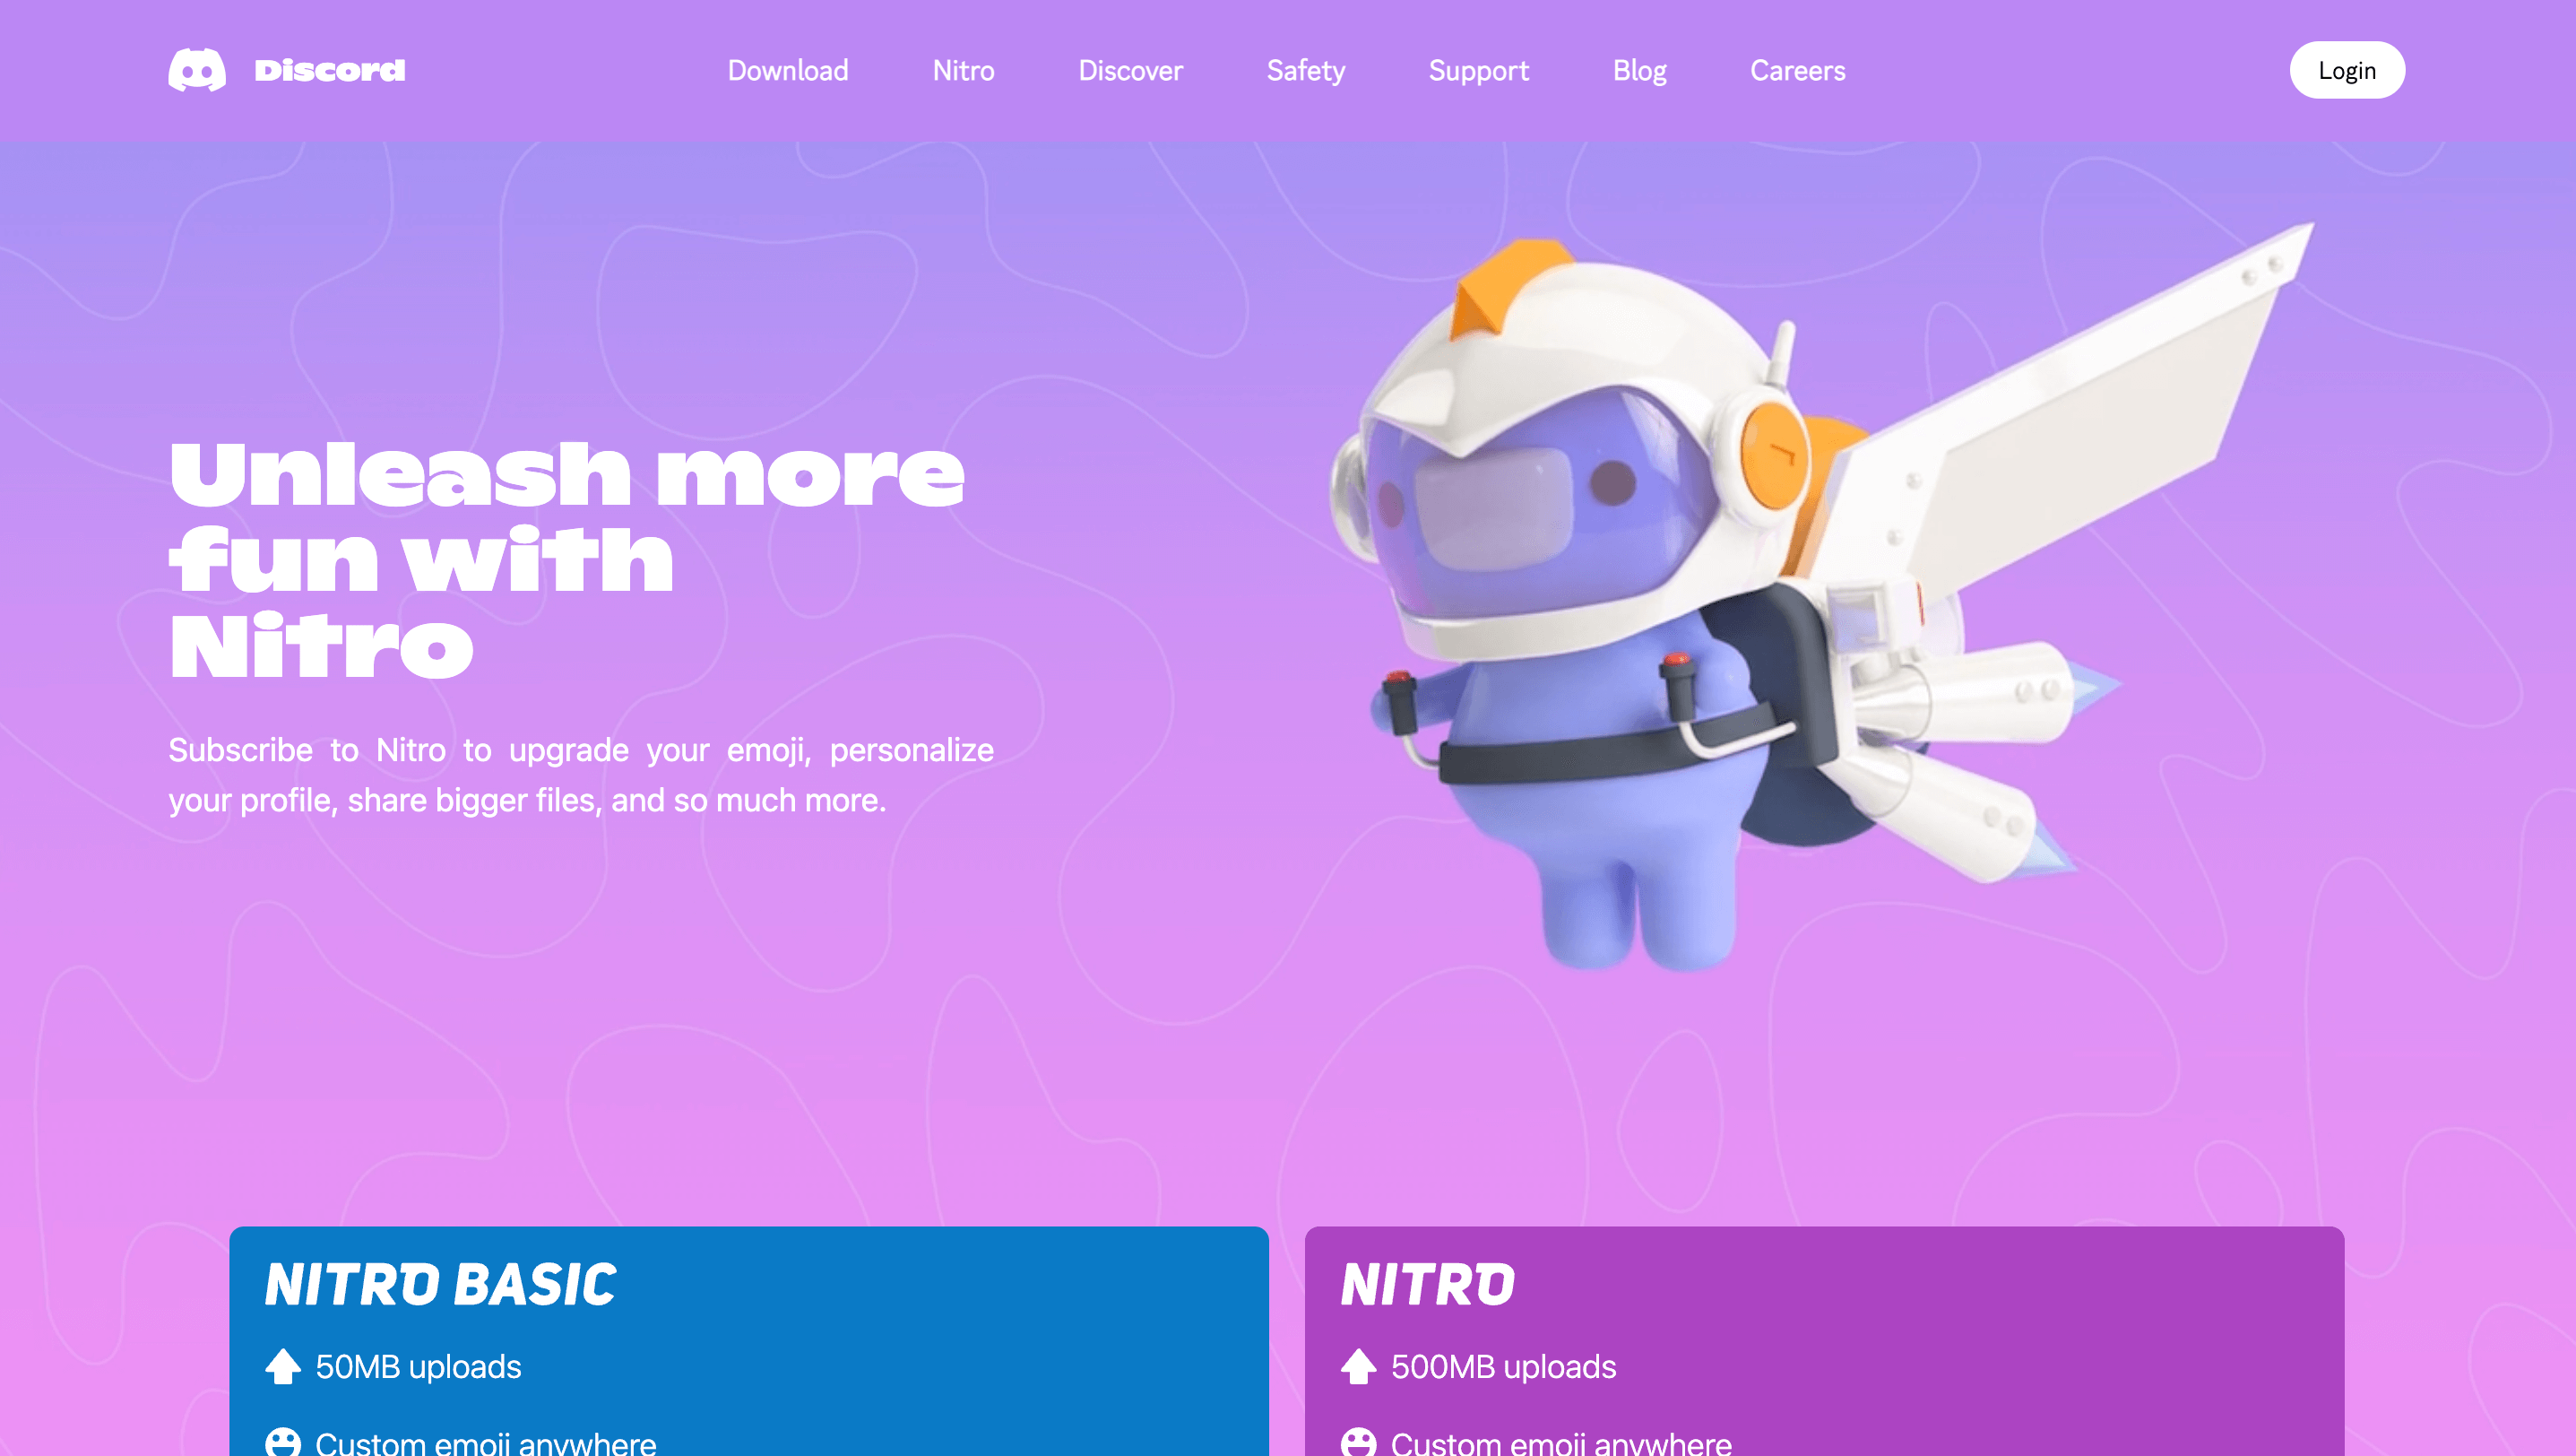 Discord
Download Nitro Discover Safety Support Blog Careers
Login
Unleash more
fun with
Nitro
Subscribe to Nitro to upgrade your emoji, personalize
your profile, share bigger files, and so much more.
NITRO BASIC
50MB uploads
Custom emoji anywhere
NITRO
500MB uploads
Custom emoji anywhere